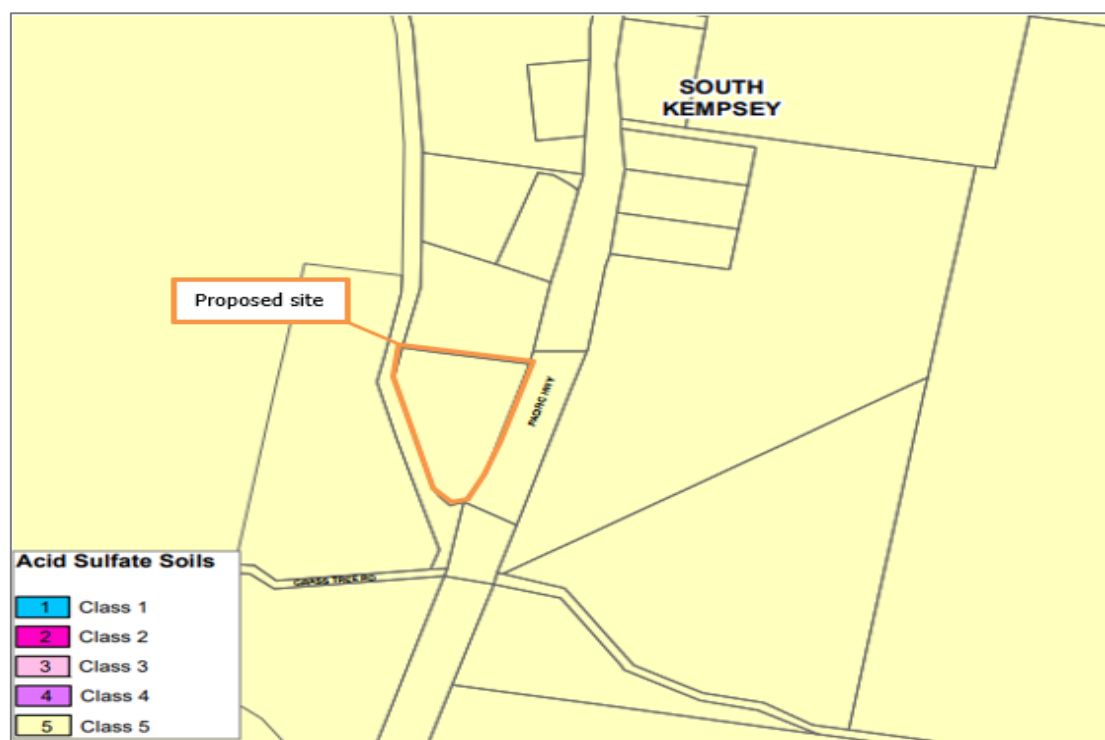 SOUTH
KEMPSEY
Proposed site
PACIFIC HWY
GRASS TREE RD
Acid Sulfate Soils
1 Class 1
2 Class 2
3 Class 3
4 Class 4
5 Class 5